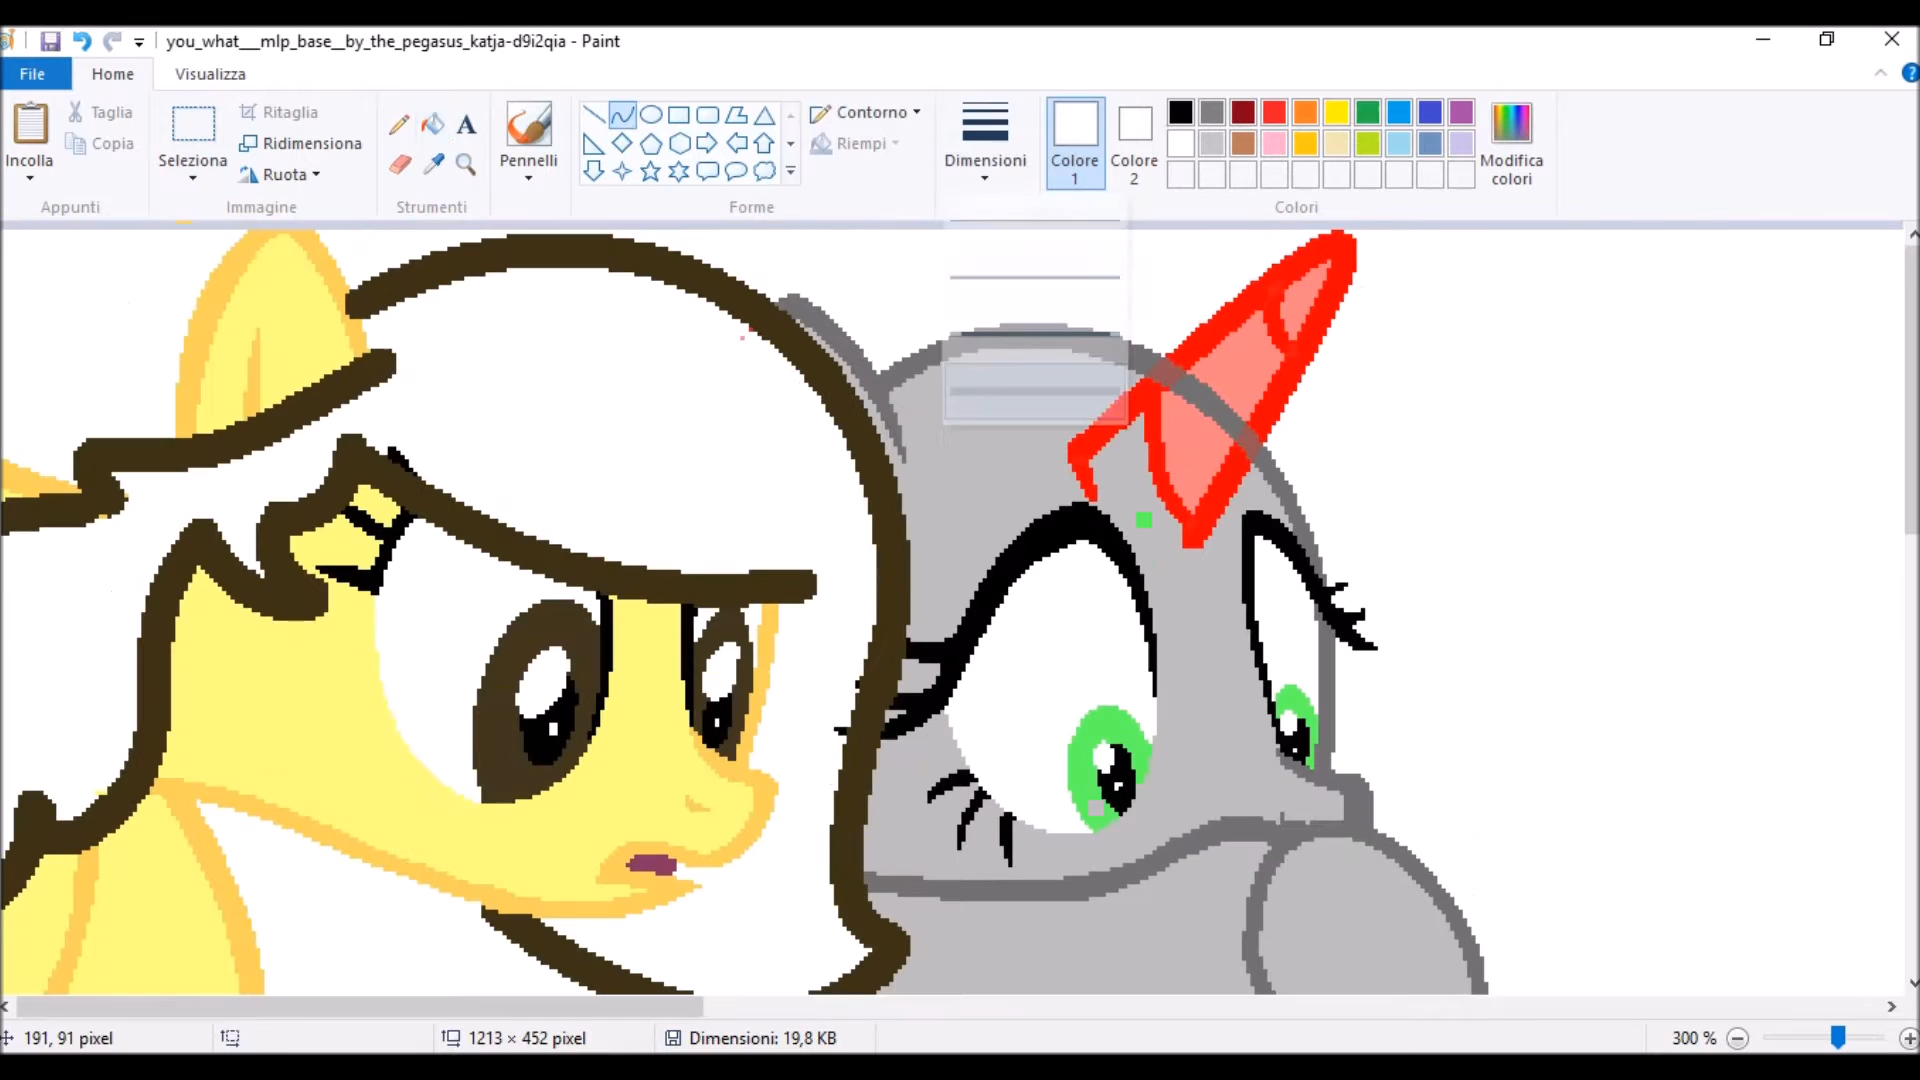 you_what__mlp_base__by_the_pegasus_katja-d9i2qia - Paint
File Home Visualizza
Incolla
Taglia
Copia
Appunti
Seleziona
Ritaglia
Ridimensiona
Ruota
Immagine
A
Strumenti
Pennelli
Contorno
Riempi
Forme
Dimensioni
Colore 1
Colore 2
Modifica colori
Colori
191, 91 pixel
1213 × 452 pixel
Dimensioni: 19,8 KB
300 %